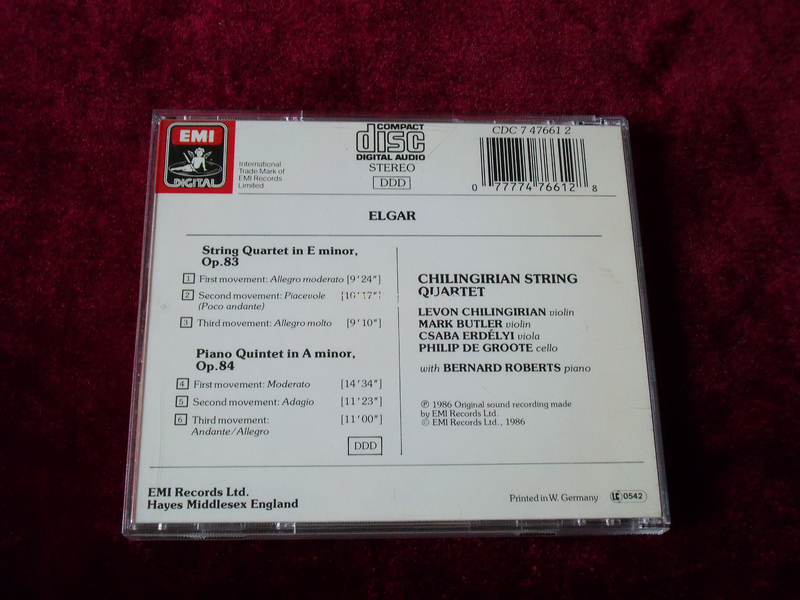 EMI
DIGITAL
International
Trade Mark of
EMI Records
Limited
COMPACT
disc
DIGITAL AUDIO
STEREO
DDD
CDC 7 47661 2
0 77774 76612 8
ELGAR
String Quartet in E minor,
Op.83
1 First movement: Allegro moderato [9'24"]
2 Second movement: Piacevole [10'17"]
(Poco andante)
3 Third movement: Allegro molto [9'10"]
Piano Quintet in A minor,
Op.84
4 First movement: Moderato [14'34"]
5 Second movement: Adagio [11'23"]
6 Third movement: [11'00"]
Andante/Allegro
DDD
CHILINGIRIAN STRING
QUARTET
LEVON CHILINGIRIAN violin
MARK BUTLER violin
CSABA ERDÉLYI viola
PHILIP DE GROOTE cello
with BERNARD ROBERTS piano
℗ 1986 Original sound recording made
by EMI Records Ltd.
© EMI Records Ltd., 1986
EMI Records Ltd.
Hayes Middlesex England
Printed in W. Germany
LC 0542